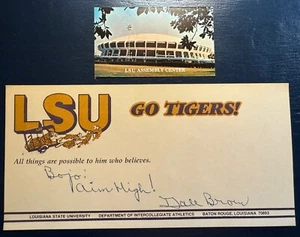 LSU ASSEMBLY CENTER
LSU GO TIGERS!
All things are possible to him who believes.
Bojo:
Aim High!
Dale Brown
LOUISIANA STATE UNIVERSITY DEPARTMENT OF INTERCOLLEGIATE ATHLETICS BATON ROUGE, LOUISIANA 70893